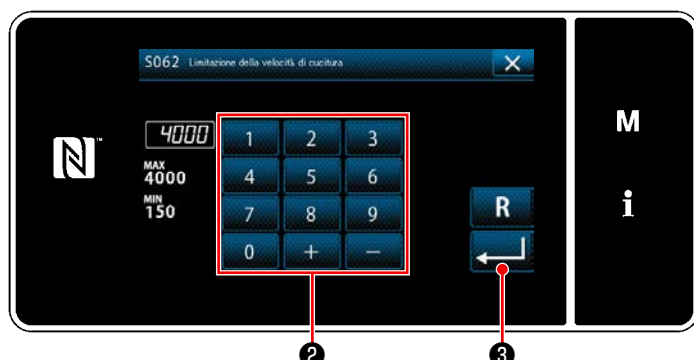 S062 Limitazione della velocità di cucitura
X
4000
MAX
4000
MIN
150
1 2 3
4 5 6
7 8 9
0 + −
R
M
i
N™
❷ ❸